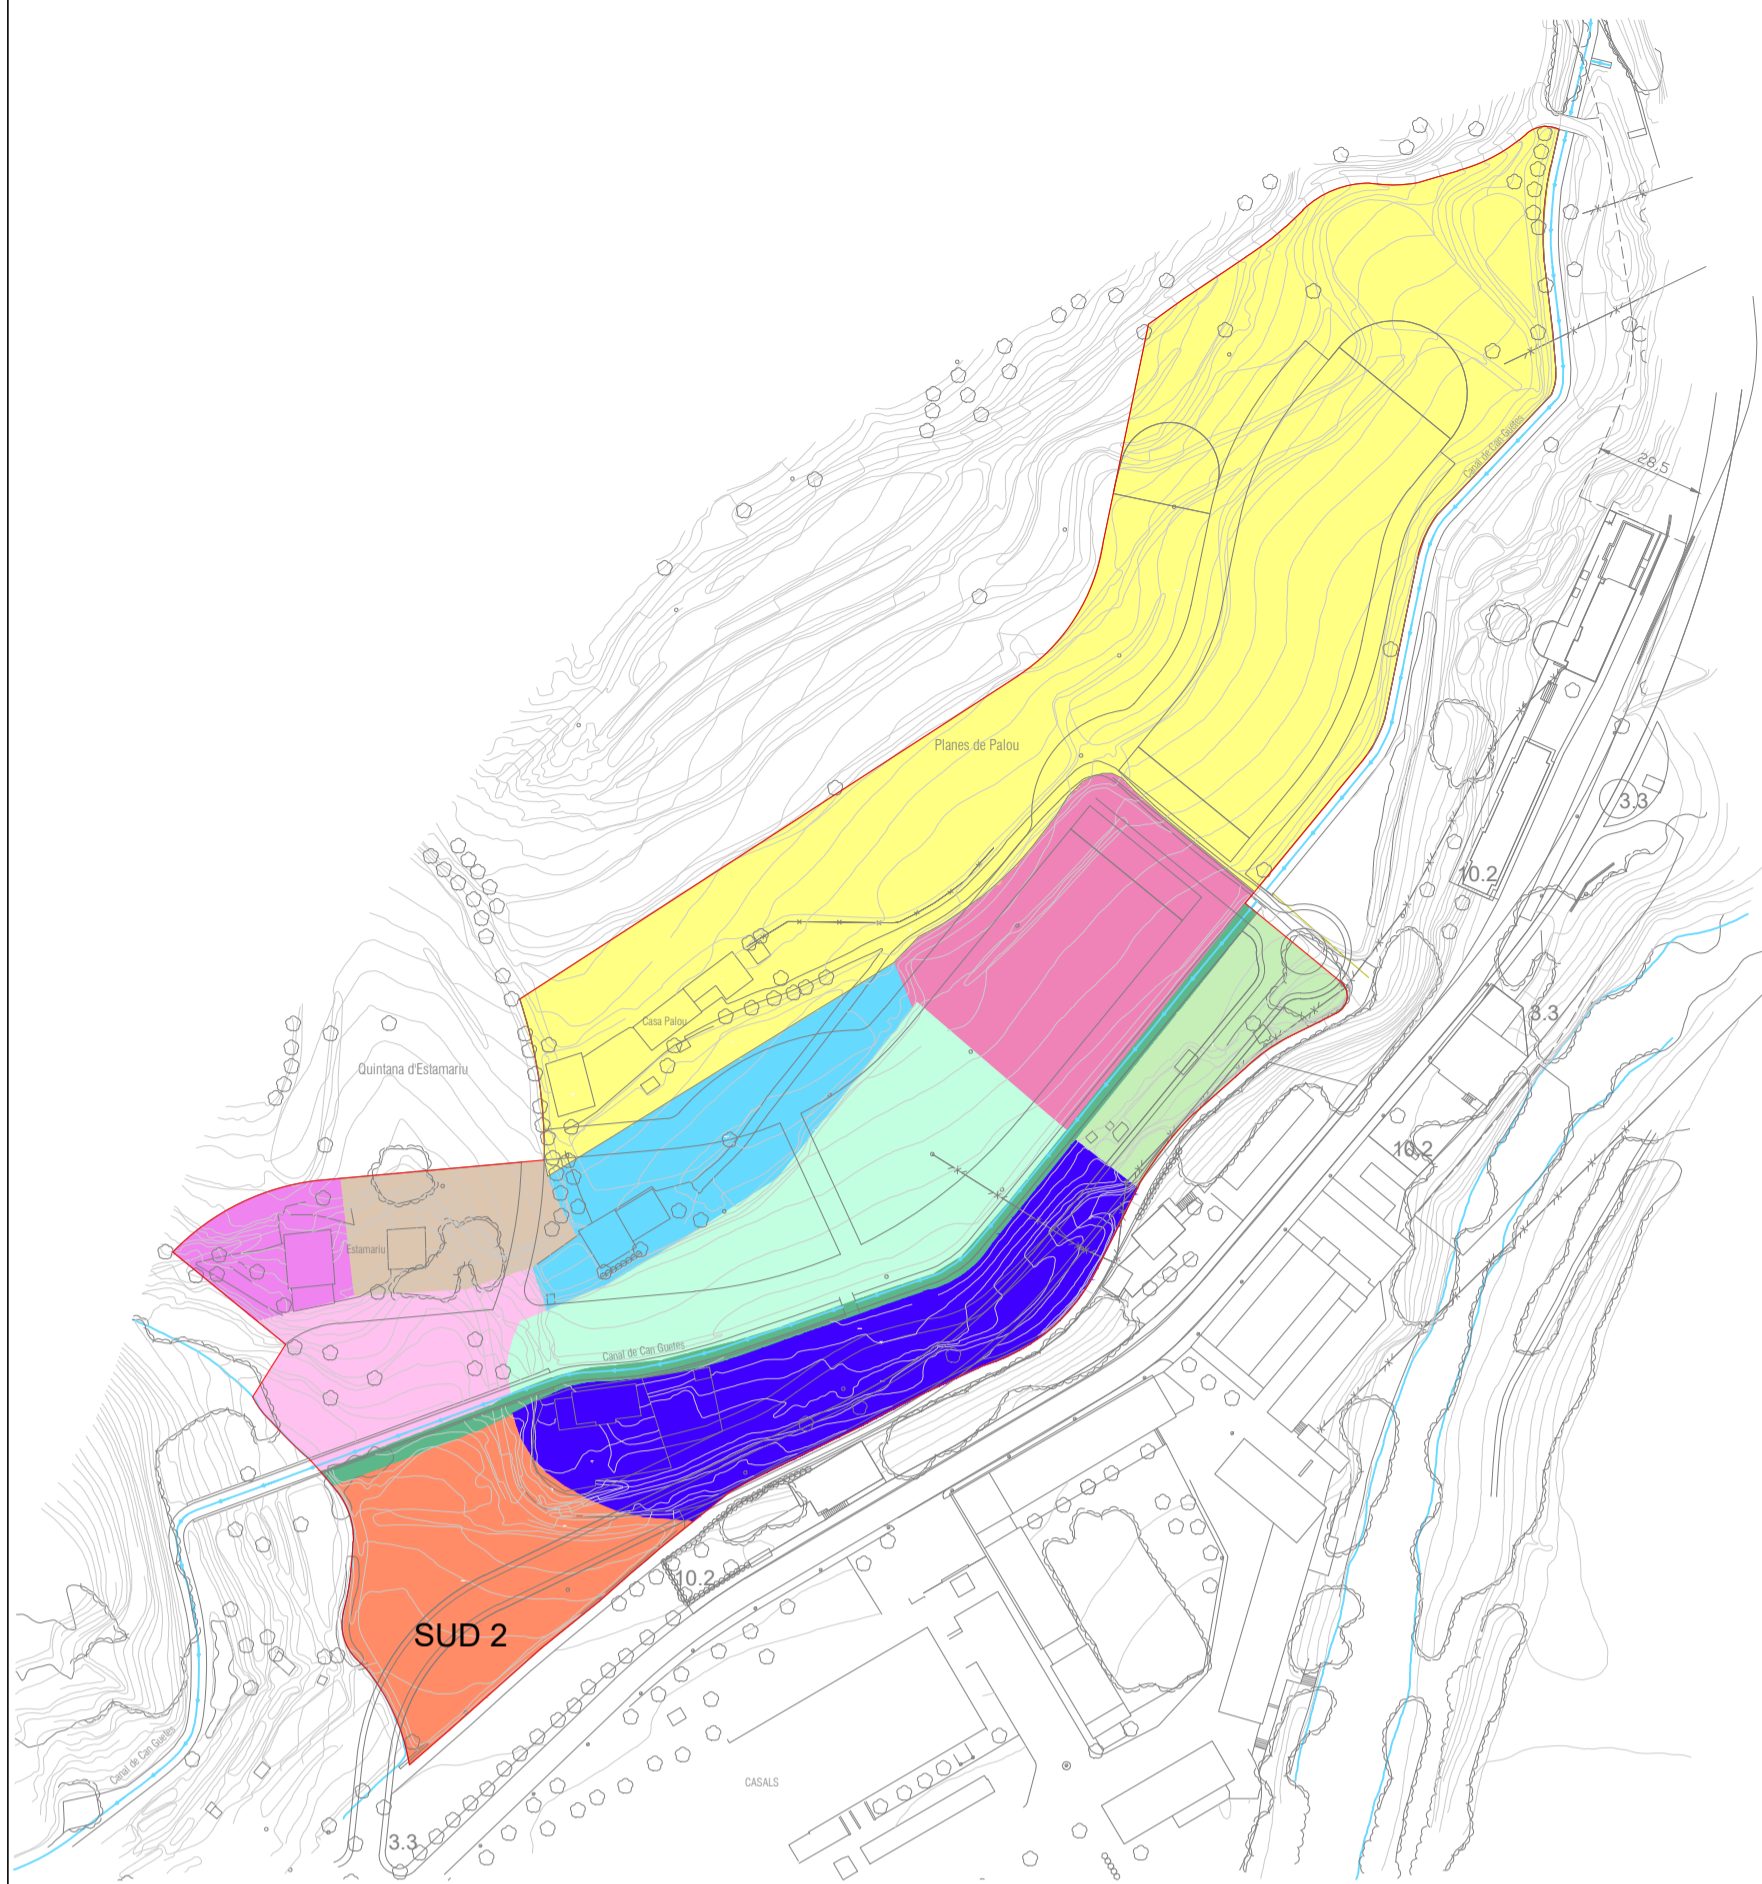 Canal de Can Guetes
28,5
Planes de Palou
3.3
10.2
Casa Palou
3.3
Quintana d'Estamariu
10.2
Estamariu
Canal de Can Guetes
10.2
SUD 2
Canal de Can Guetes
CASALS
3.3